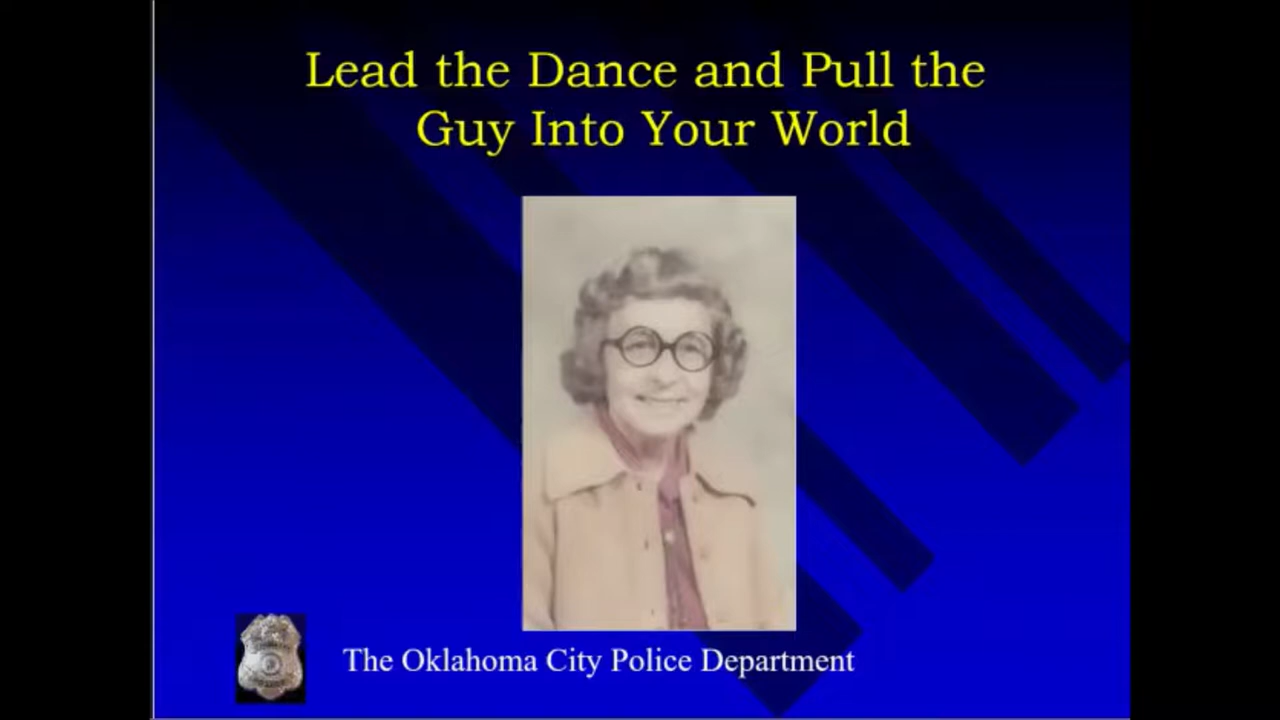 Lead the Dance and Pull the
Guy Into Your World
The Oklahoma City Police Department